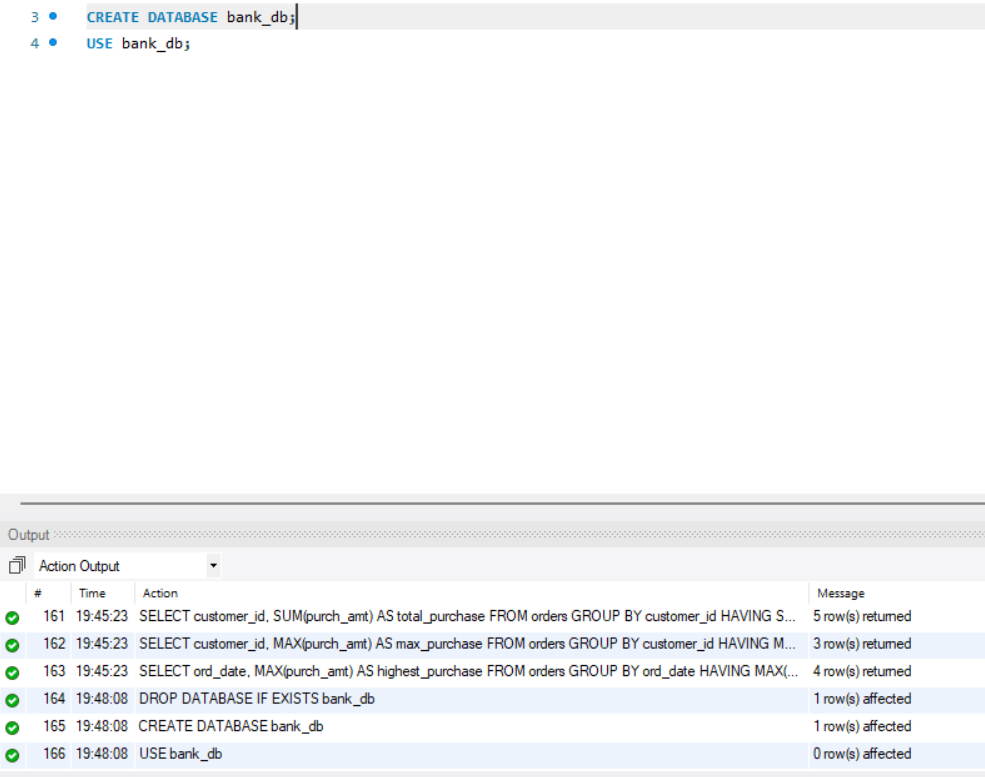 3 CREATE DATABASE bank_db;
4 USE bank_db;
Output
Action Output
# Time Action Message
161 19:45:23 SELECT customer_id, SUM(purch_amt) AS total_purchase FROM orders GROUP BY customer_id HAVING S... 5 row(s) returned
162 19:45:23 SELECT customer_id, MAX(purch_amt) AS max_purchase FROM orders GROUP BY customer_id HAVING M... 3 row(s) returned
163 19:45:23 SELECT ord_date, MAX(purch_amt) AS highest_purchase FROM orders GROUP BY ord_date HAVING MAX(... 4 row(s) returned
164 19:48:08 DROP DATABASE IF EXISTS bank_db 1 row(s) affected
165 19:48:08 CREATE DATABASE bank_db 1 row(s) affected
166 19:48:08 USE bank_db 0 row(s) affected